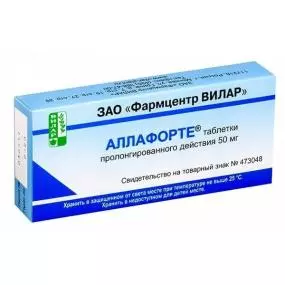 ЗАО «Фармцентр ВИЛАР»
АЛЛАФОРТЕ® таблетки
пролонгированного действия 50 мг
Свидетельство на товарный знак № 473048
Хранить в защищенном от света месте при температуре не выше 25 °С.
Хранить в недоступном для детей месте.
ВИЛАР